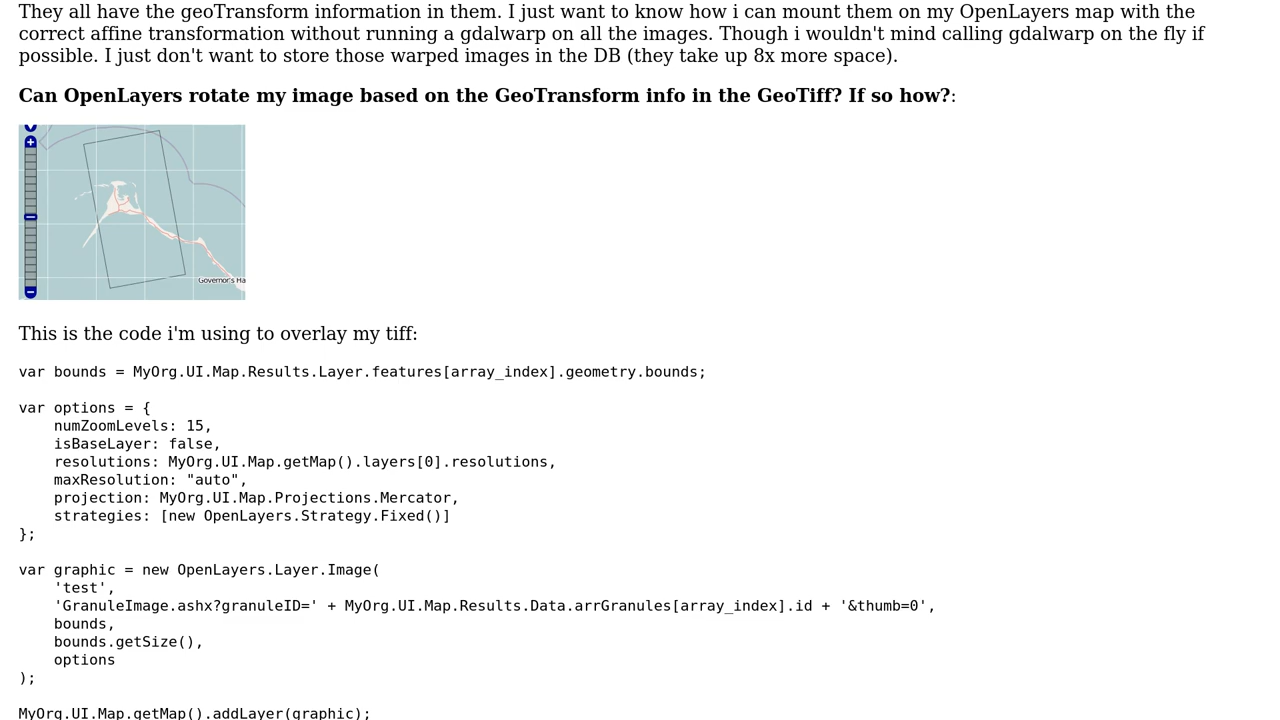 They all have the geoTransform information in them. I just want to know how i can mount them on my OpenLayers map with the
correct affine transformation without running a gdalwarp on all the images. Though i wouldn't mind calling gdalwarp on the fly if
possible. I just don't want to store those warped images in the DB (they take up 8x more space).
Can OpenLayers rotate my image based on the GeoTransform info in the GeoTiff? If so how?:
Governor's Ha
This is the code i'm using to overlay my tiff:
var bounds = MyOrg.UI.Map.Results.Layer.features[array_index].geometry.bounds;
var options = {
    numZoomLevels: 15,
    isBaseLayer: false,
    resolutions: MyOrg.UI.Map.getMap().layers[0].resolutions,
    maxResolution: "auto",
    projection: MyOrg.UI.Map.Projections.Mercator,
    strategies: [new OpenLayers.Strategy.Fixed()]
};
var graphic = new OpenLayers.Layer.Image(
    'test',
    'GranuleImage.ashx?granuleID=' + MyOrg.UI.Map.Results.Data.arrGranules[array_index].id + '&thumb=0',
    bounds,
    bounds.getSize(),
    options
);
MyOrg.UI.Map.getMap().addLayer(graphic);